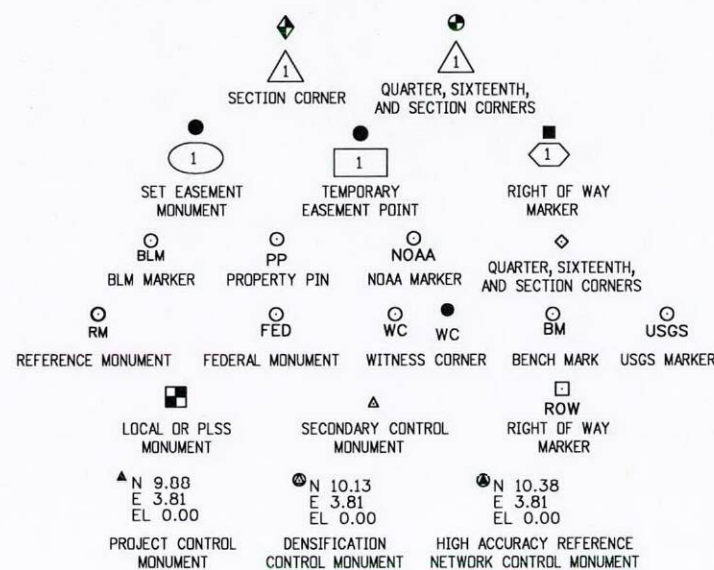 1
1
SECTION CORNER
QUARTER, SIXTEENTH,
AND SECTION CORNERS
1
1
1
SET EASEMENT
MONUMENT
TEMPORARY
EASEMENT POINT
RIGHT OF WAY
MARKER
BLM
PP
NOAA
BLM MARKER
PROPERTY PIN
NOAA MARKER
QUARTER, SIXTEENTH,
AND SECTION CORNERS
RM
FED
WC
WC
BM
USGS
REFERENCE MONUMENT
FEDERAL MONUMENT
WITNESS CORNER
BENCH MARK
USGS MARKER
ROW
LOCAL OR PLSS
MONUMENT
SECONDARY CONTROL
MONUMENT
RIGHT OF WAY
MARKER
N 9.88
E 3.81
EL 0.00
N 10.13
E 3.81
EL 0.00
N 10.38
E 3.81
EL 0.00
PROJECT CONTROL
MONUMENT
DENSIFICATION
CONTROL MONUMENT
HIGH ACCURACY REFERENCE
NETWORK CONTROL MONUMENT